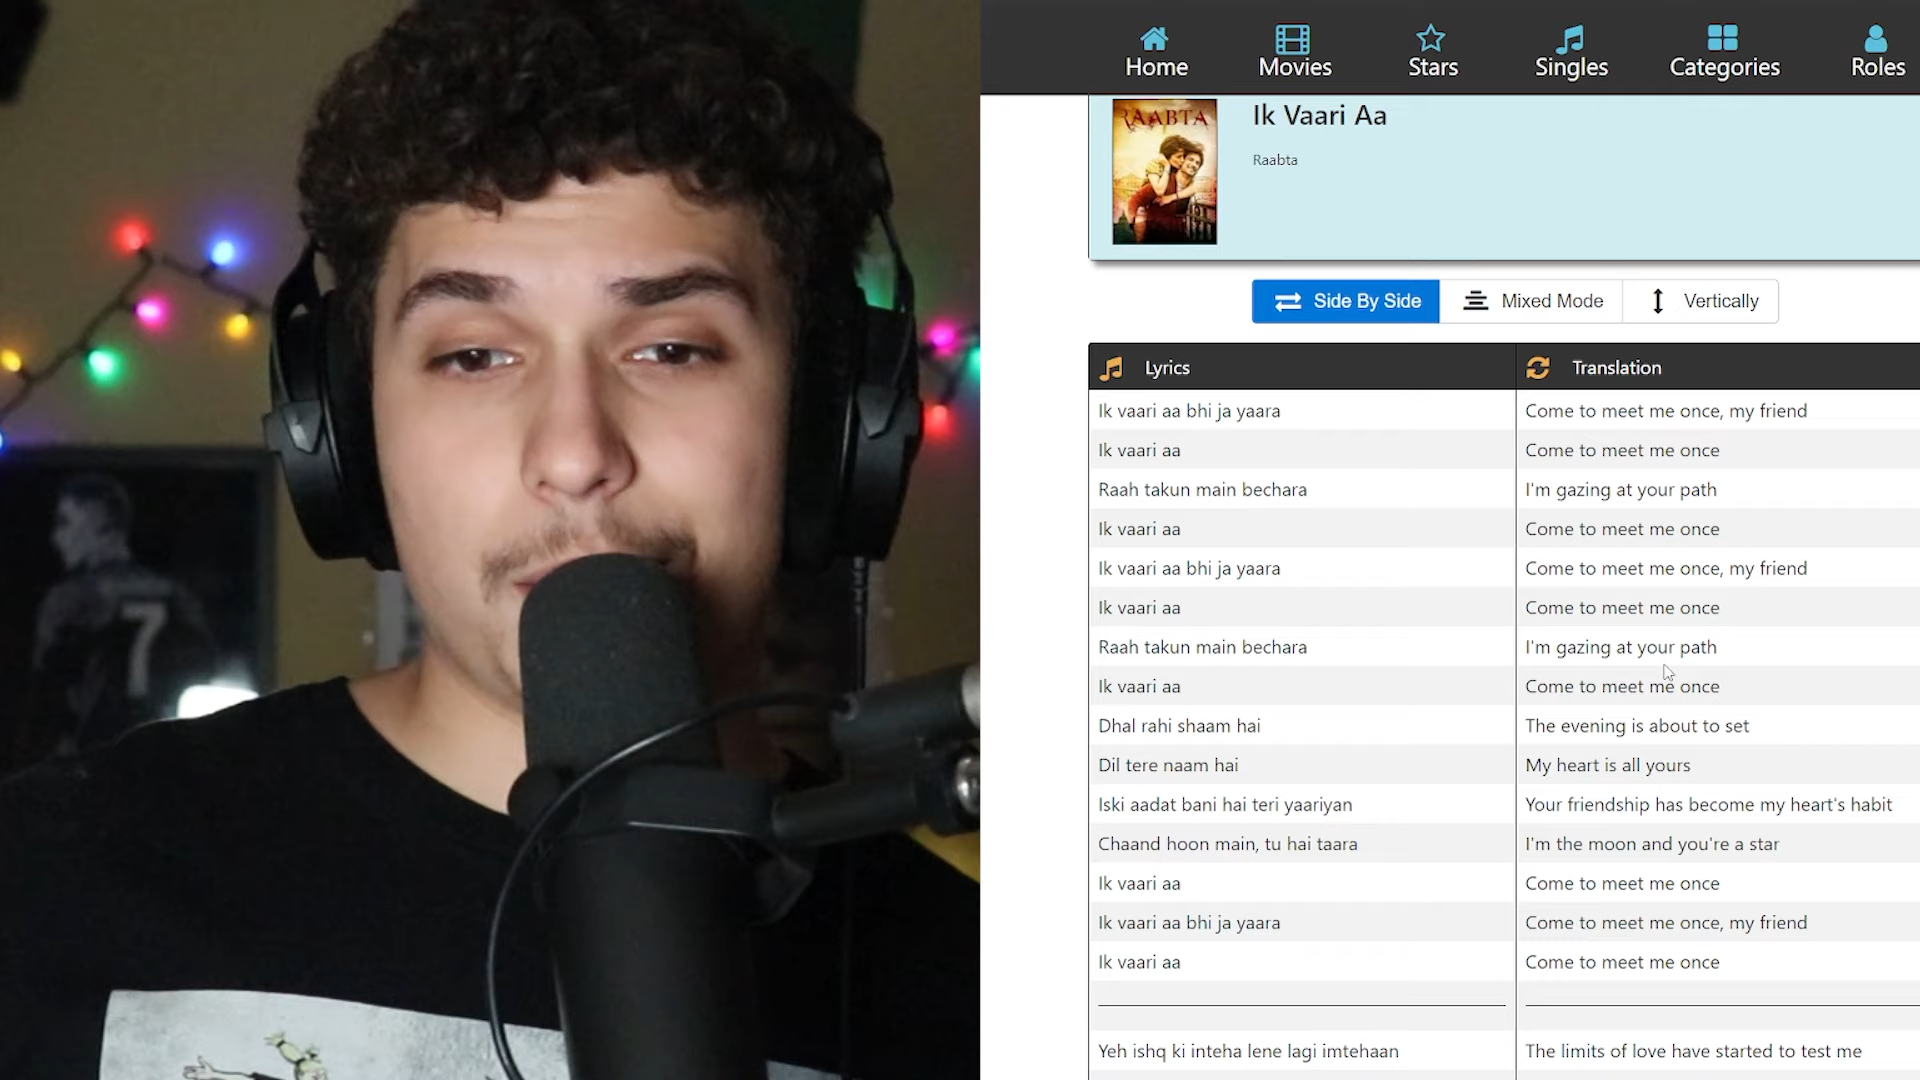 Home
Movies
Stars
Singles
Categories
Roles
RAABTA
Ik Vaari Aa
Raabta
Side By Side
Mixed Mode
Vertically
Lyrics
Translation
Ik vaari aa bhi ja yaara
Come to meet me once, my friend
Ik vaari aa
Come to meet me once
Raah takun main bechara
I'm gazing at your path
Ik vaari aa
Come to meet me once
Ik vaari aa bhi ja yaara
Come to meet me once, my friend
Ik vaari aa
Come to meet me once
Raah takun main bechara
I'm gazing at your path
Ik vaari aa
Come to meet me once
Dhal rahi shaam hai
The evening is about to set
Dil tere naam hai
My heart is all yours
Iski aadat bani hai teri yaariyan
Your friendship has become my heart's habit
Chaand hoon main, tu hai taara
I'm the moon and you're a star
Ik vaari aa
Come to meet me once
Ik vaari aa bhi ja yaara
Come to meet me once, my friend
Ik vaari aa
Come to meet me once
Yeh ishq ki inteha lene lagi imtehaan
The limits of love have started to test me
7